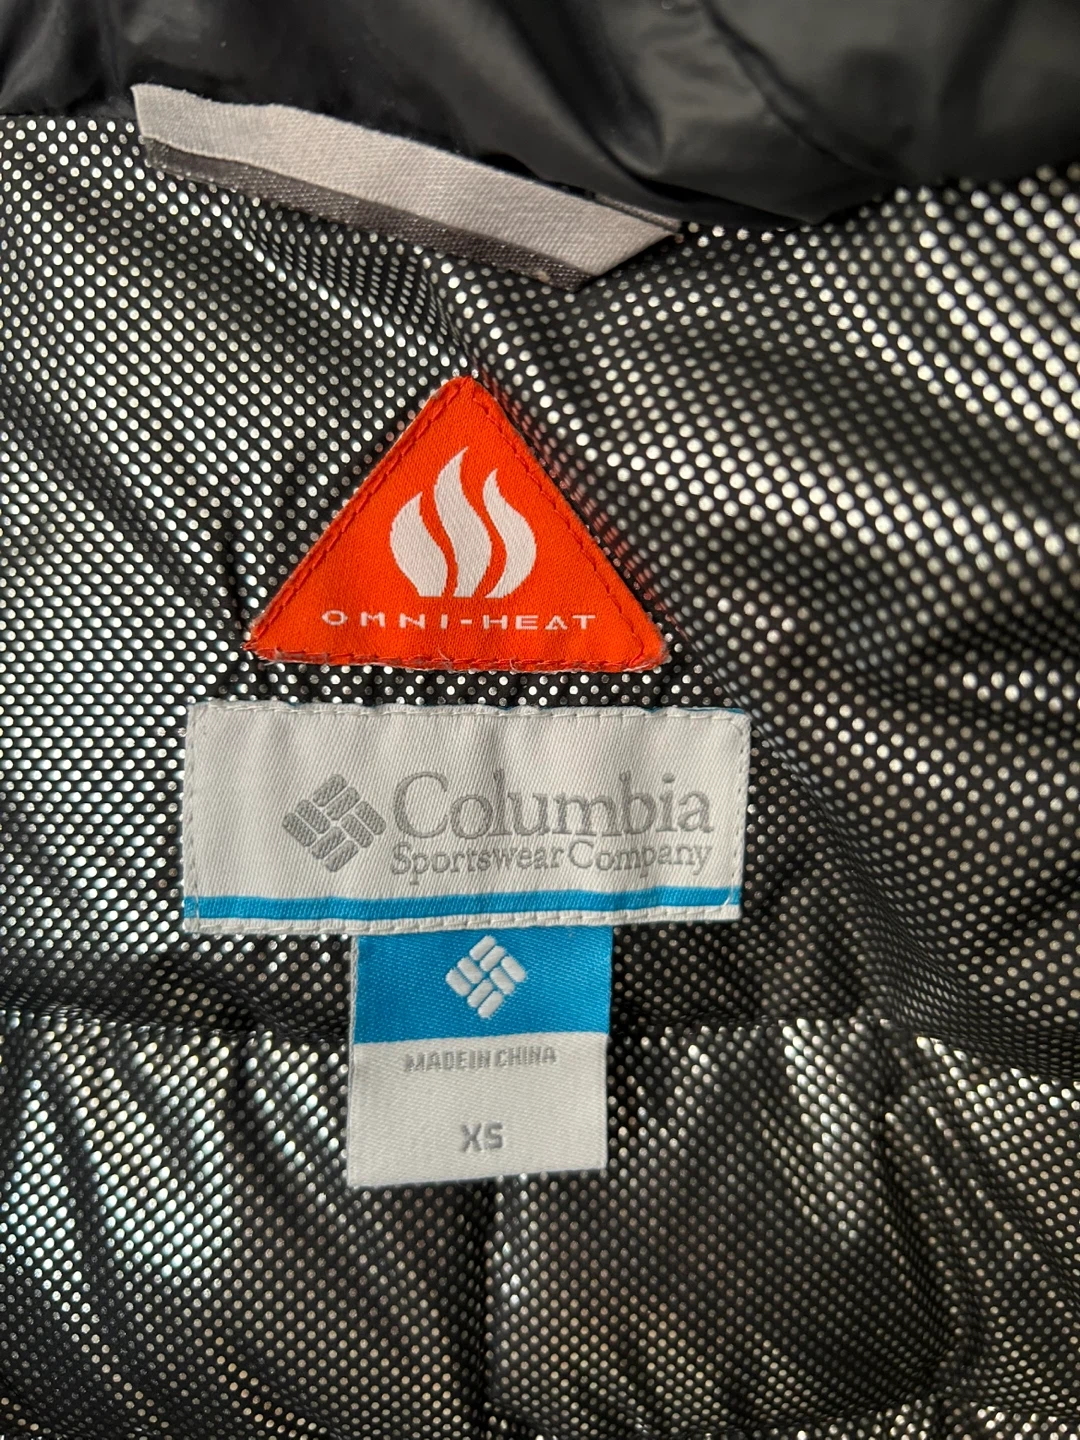 OMNI-HEAT
Columbia
Sportswear Company
MADE IN CHINA
XS